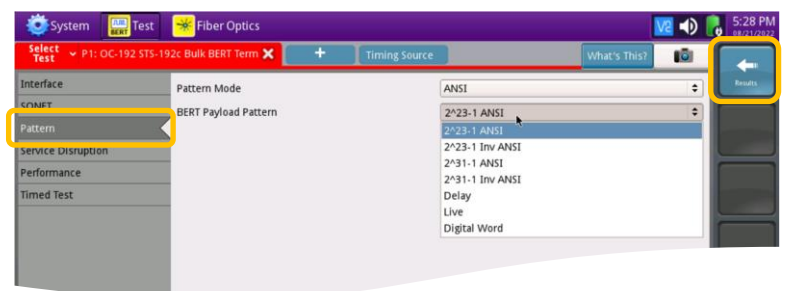 System Test Fiber Optics 5:28 PM
JUN BERT V2 08/21/2022
Select Test P1: OC-192 STS-192c Bulk BERT Term + Timing Source What's This?
Results
Interface Pattern Mode ANSI
SONET BERT Payload Pattern 2^23-1 ANSI
Pattern 2^23-1 ANSI
Service Disruption 2^23-1 Inv ANSI
2^31-1 ANSI
Performance 2^31-1 Inv ANSI
Timed Test Delay
Live
Digital Word